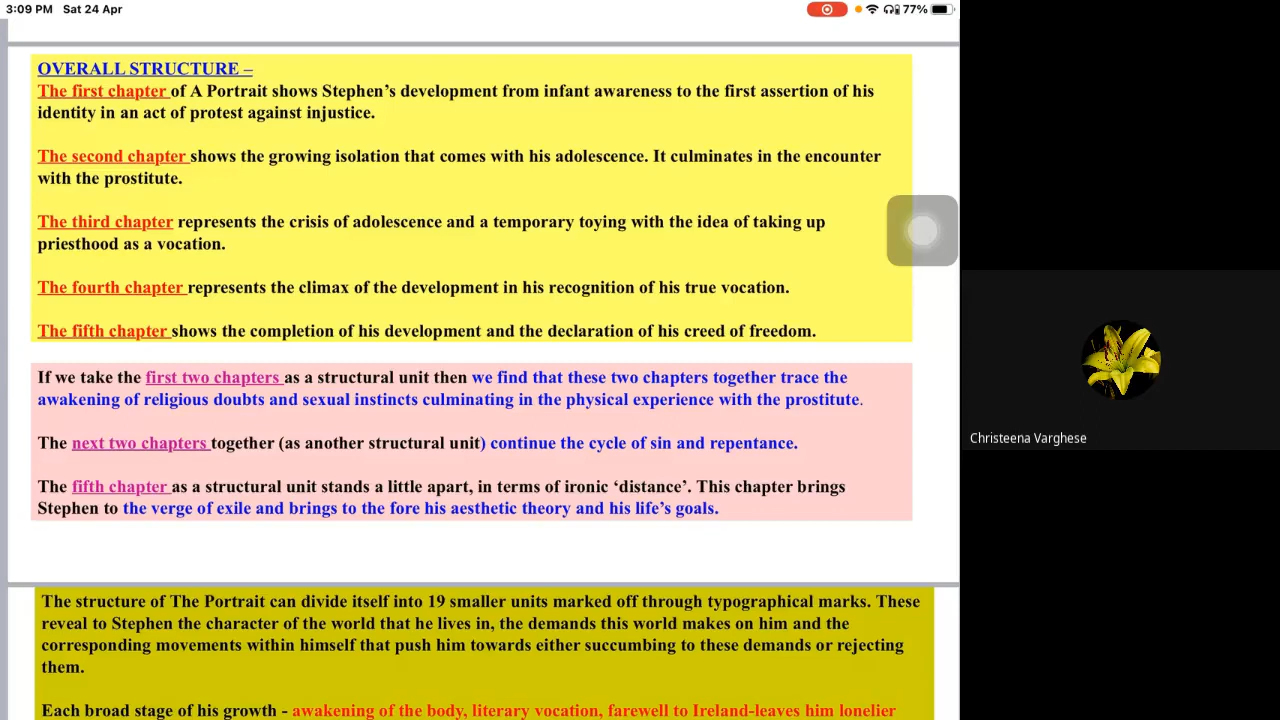 3:09 PM Sat 24 Apr
77%
OVERALL STRUCTURE –
The first chapter of A Portrait shows Stephen’s development from infant awareness to the first assertion of his
identity in an act of protest against injustice.
The second chapter shows the growing isolation that comes with his adolescence. It culminates in the encounter
with the prostitute.
The third chapter represents the crisis of adolescence and a temporary toying with the idea of taking up
priesthood as a vocation.
The fourth chapter represents the climax of the development in his recognition of his true vocation.
The fifth chapter shows the completion of his development and the declaration of his creed of freedom.
If we take the first two chapters as a structural unit then we find that these two chapters together trace the
awakening of religious doubts and sexual instincts culminating in the physical experience with the prostitute.
The next two chapters together (as another structural unit) continue the cycle of sin and repentance.
The fifth chapter as a structural unit stands a little apart, in terms of ironic ‘distance’. This chapter brings
Stephen to the verge of exile and brings to the fore his aesthetic theory and his life’s goals.
Christeena Varghese
The structure of The Portrait can divide itself into 19 smaller units marked off through typographical marks. These
reveal to Stephen the character of the world that he lives in, the demands this world makes on him and the
corresponding movements within himself that push him towards either succumbing to these demands or rejecting
them.
Each broad stage of his growth - awakening of the body, literary vocation, farewell to Ireland-leaves him lonelier